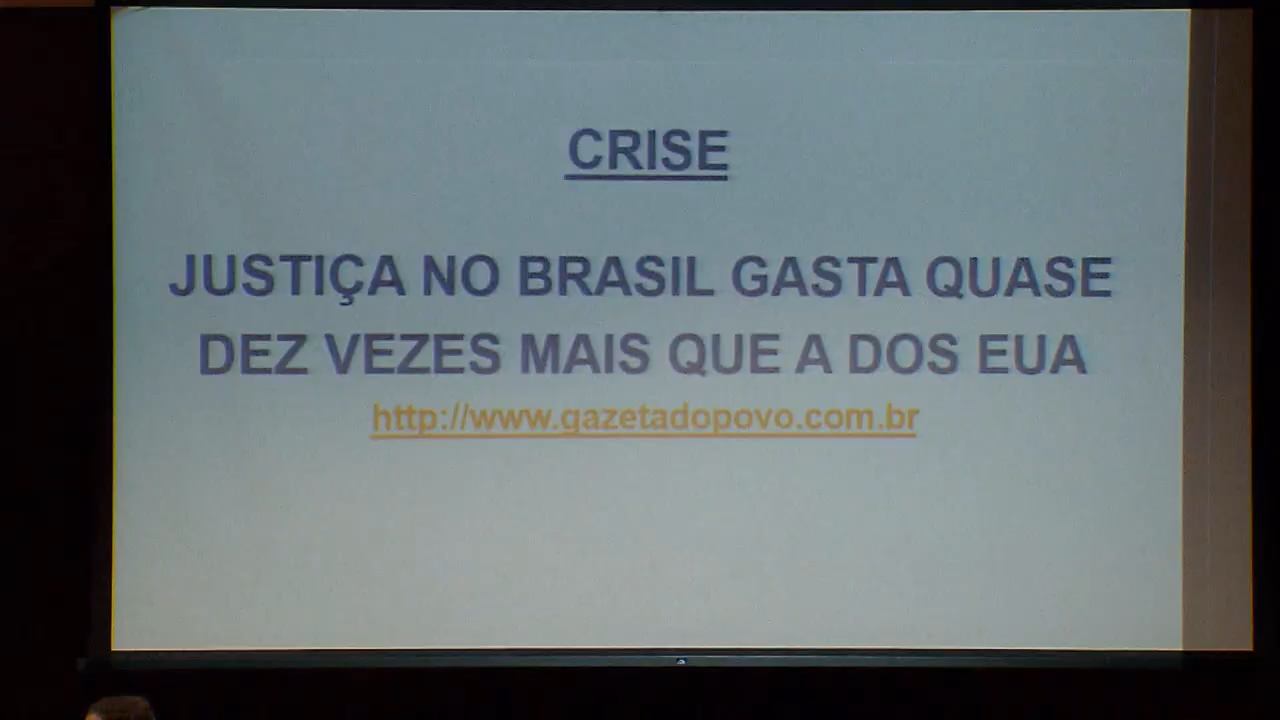 CRISE
JUSTIÇA NO BRASIL GASTA QUASE
DEZ VEZES MAIS QUE A DOS EUA
http://www.gazetadopovo.com.br